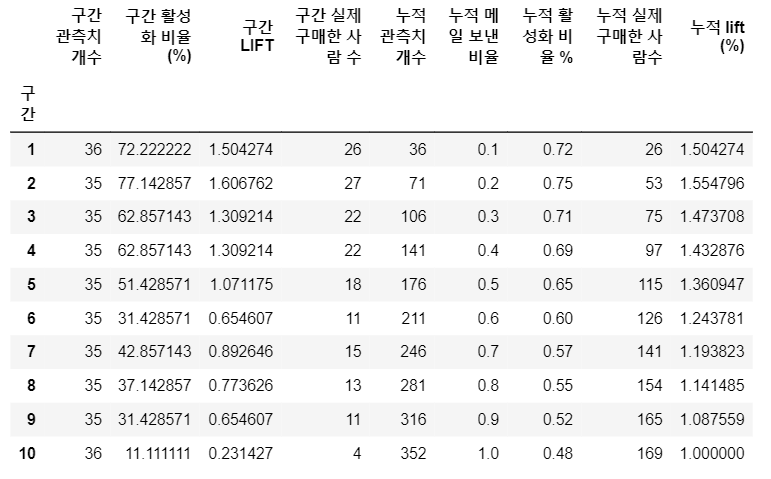 구간 관측치 개수 구간 활성화 비율 (%) 구간 LIFT 구간 실제 구매한 사람 수 누적 관측치 개수 누적 메일 보낸 비율 누적 활성화 비율 % 누적 실제 구매한 사람수 누적 lift (%)
구간
1 36 72.222222 1.504274 26 36 0.1 0.72 26 1.504274
2 35 77.142857 1.606762 27 71 0.2 0.75 53 1.554796
3 35 62.857143 1.309214 22 106 0.3 0.71 75 1.473708
4 35 62.857143 1.309214 22 141 0.4 0.69 97 1.432876
5 35 51.428571 1.071175 18 176 0.5 0.65 115 1.360947
6 35 31.428571 0.654607 11 211 0.6 0.60 126 1.243781
7 35 42.857143 0.892646 15 246 0.7 0.57 141 1.193823
8 35 37.142857 0.773626 13 281 0.8 0.55 154 1.141485
9 35 31.428571 0.654607 11 316 0.9 0.52 165 1.087559
10 36 11.111111 0.231427 4 352 1.0 0.48 169 1.000000